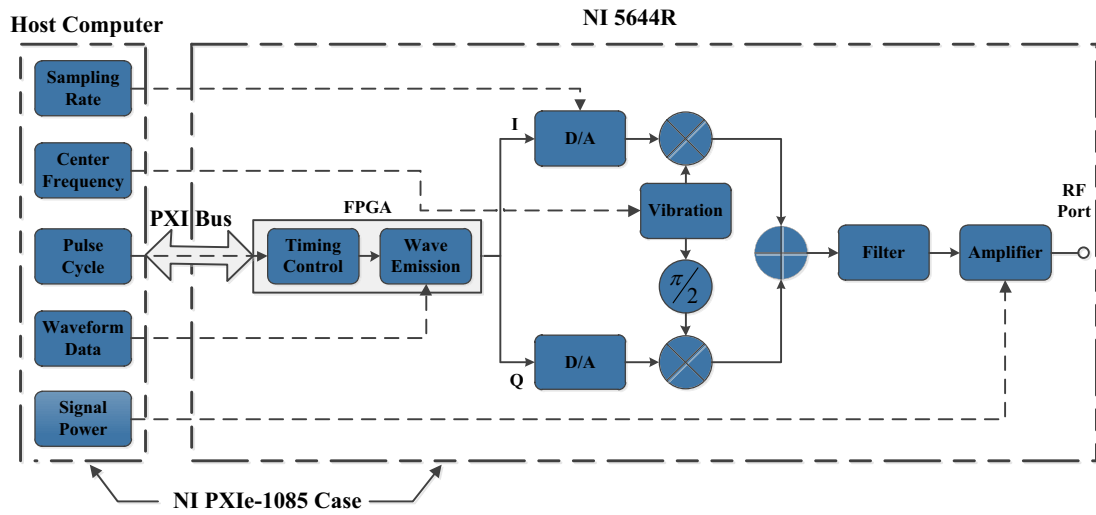 Host Computer
NI 5644R
Sampling
Rate
Center
Frequency
PXI Bus
Pulse
Cycle
Waveform
Data
Signal
Power
FPGA
Timing
Control
Wave
Emission
I
D/A
Vibration
π/2
Q
D/A
Filter
Amplifier
RF
Port
NI PXIe-1085 Case